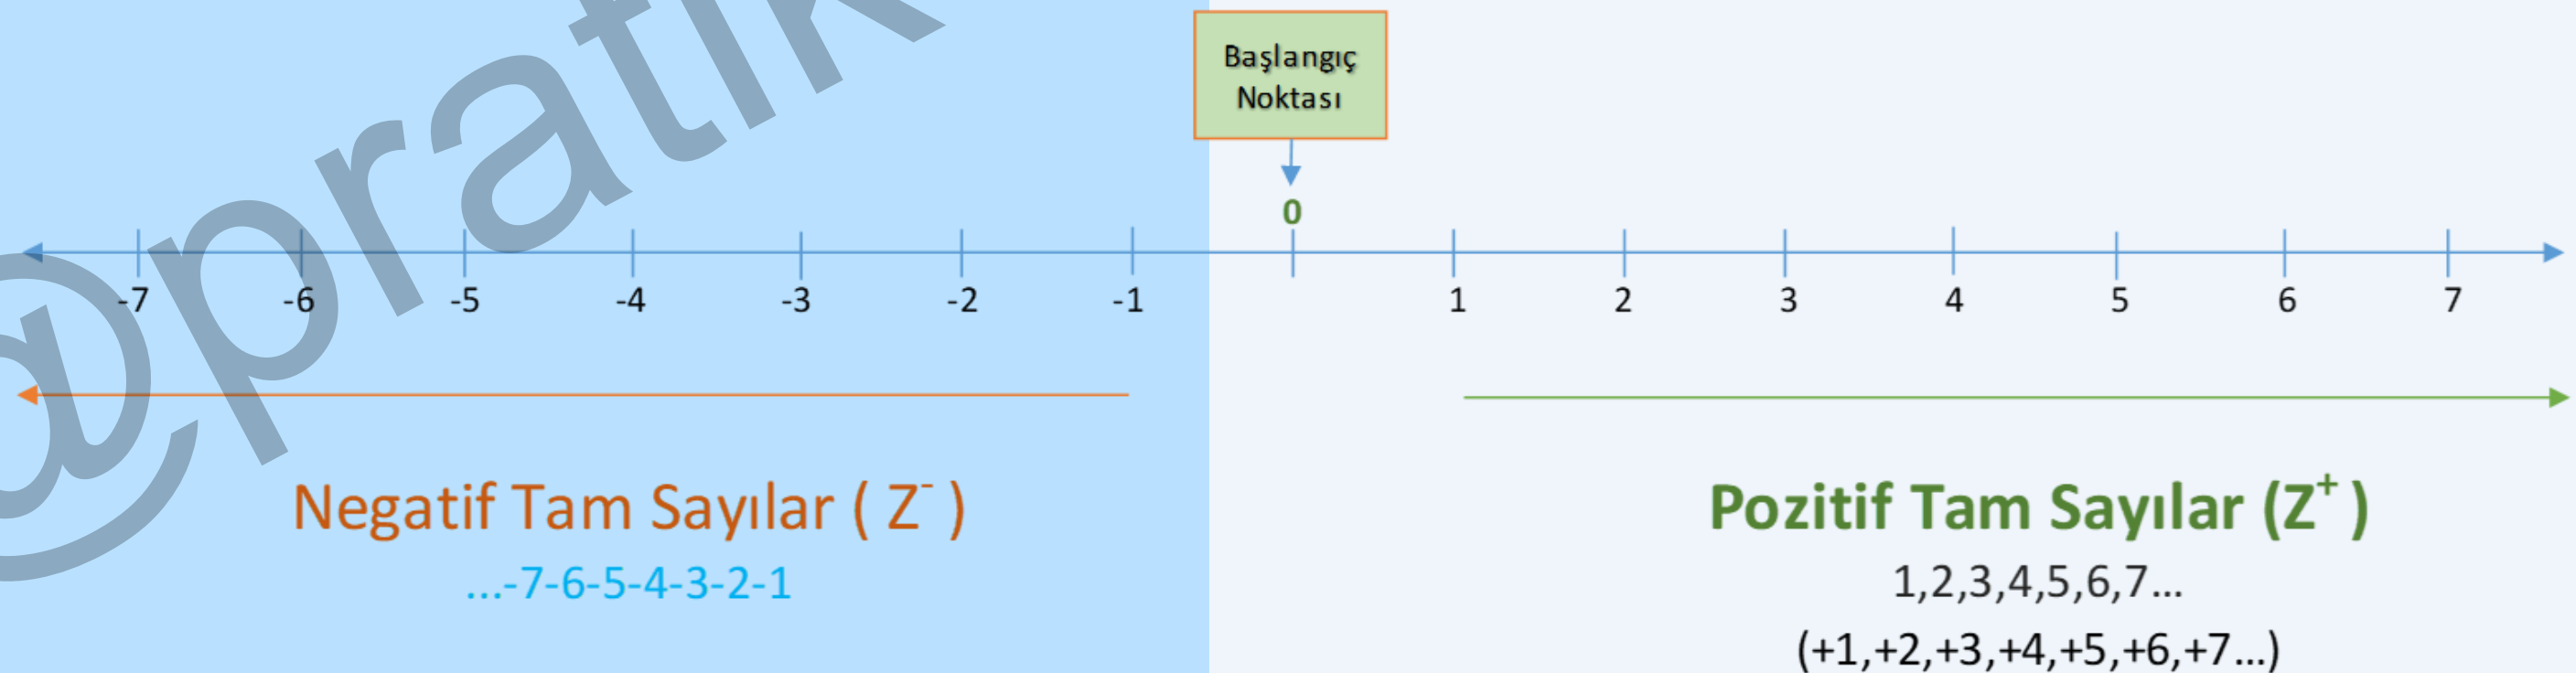 @pratik
Başlangıç
Noktası
0
-7 -6 -5 -4 -3 -2 -1 1 2 3 4 5 6 7
Negatif Tam Sayılar ( Z⁻ )
...-7-6-5-4-3-2-1
Pozitif Tam Sayılar (Z⁺ )
1,2,3,4,5,6,7...
(+1,+2,+3,+4,+5,+6,+7...)